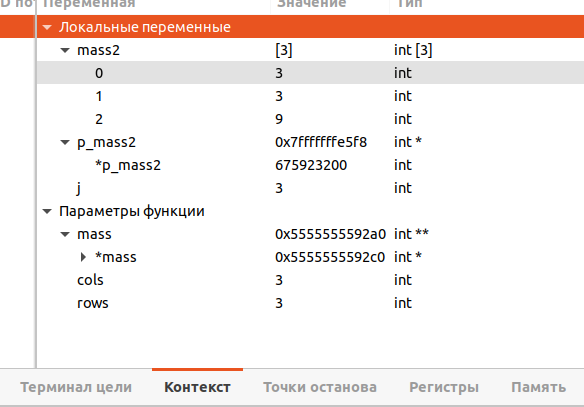 D пот Переменная Значение Тип
Локальные переменные
mass2 [3] int [3]
0 3 int
1 3 int
2 9 int
p_mass2 0x7fffffffe5f8 int *
*p_mass2 675923200 int
j 3 int
Параметры функции
mass 0x5555555592a0 int **
*mass 0x5555555592c0 int *
cols 3 int
rows 3 int
Терминал цели Контекст Точки останова Регистры Память